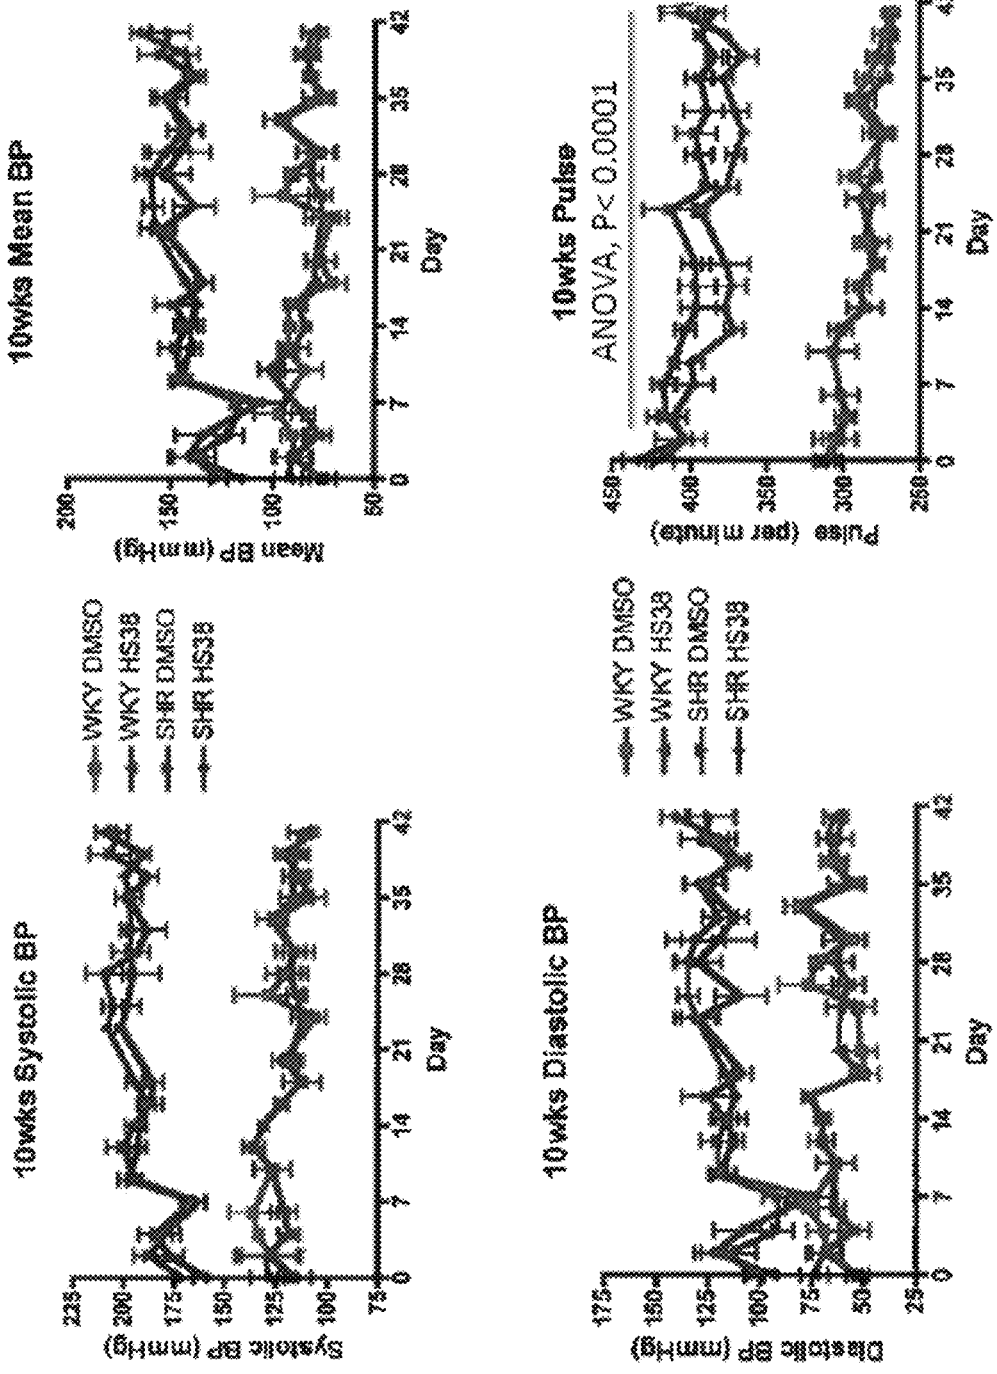 10wks Systolic BP
Systolic BP (mmHg)
225
200
175
150
125
100
75
0
7
14
21
28
35
42
Day
WKY DMSO
WKY HS38
SHR DMSO
SHR HS38
10wks Mean BP
Mean BP (mmHg)
200
150
100
50
0
7
14
21
28
35
42
Day
10wks Diastolic BP
Diastolic BP (mmHg)
175
150
125
100
75
50
25
0
7
14
21
28
35
42
Day
WKY DMSO
WKY HS38
SHR DMSO
SHR HS38
10wks Pulse
ANOVA, P< 0.0001
Pulse (per minute)
450
400
350
300
250
0
7
14
21
28
35
Day